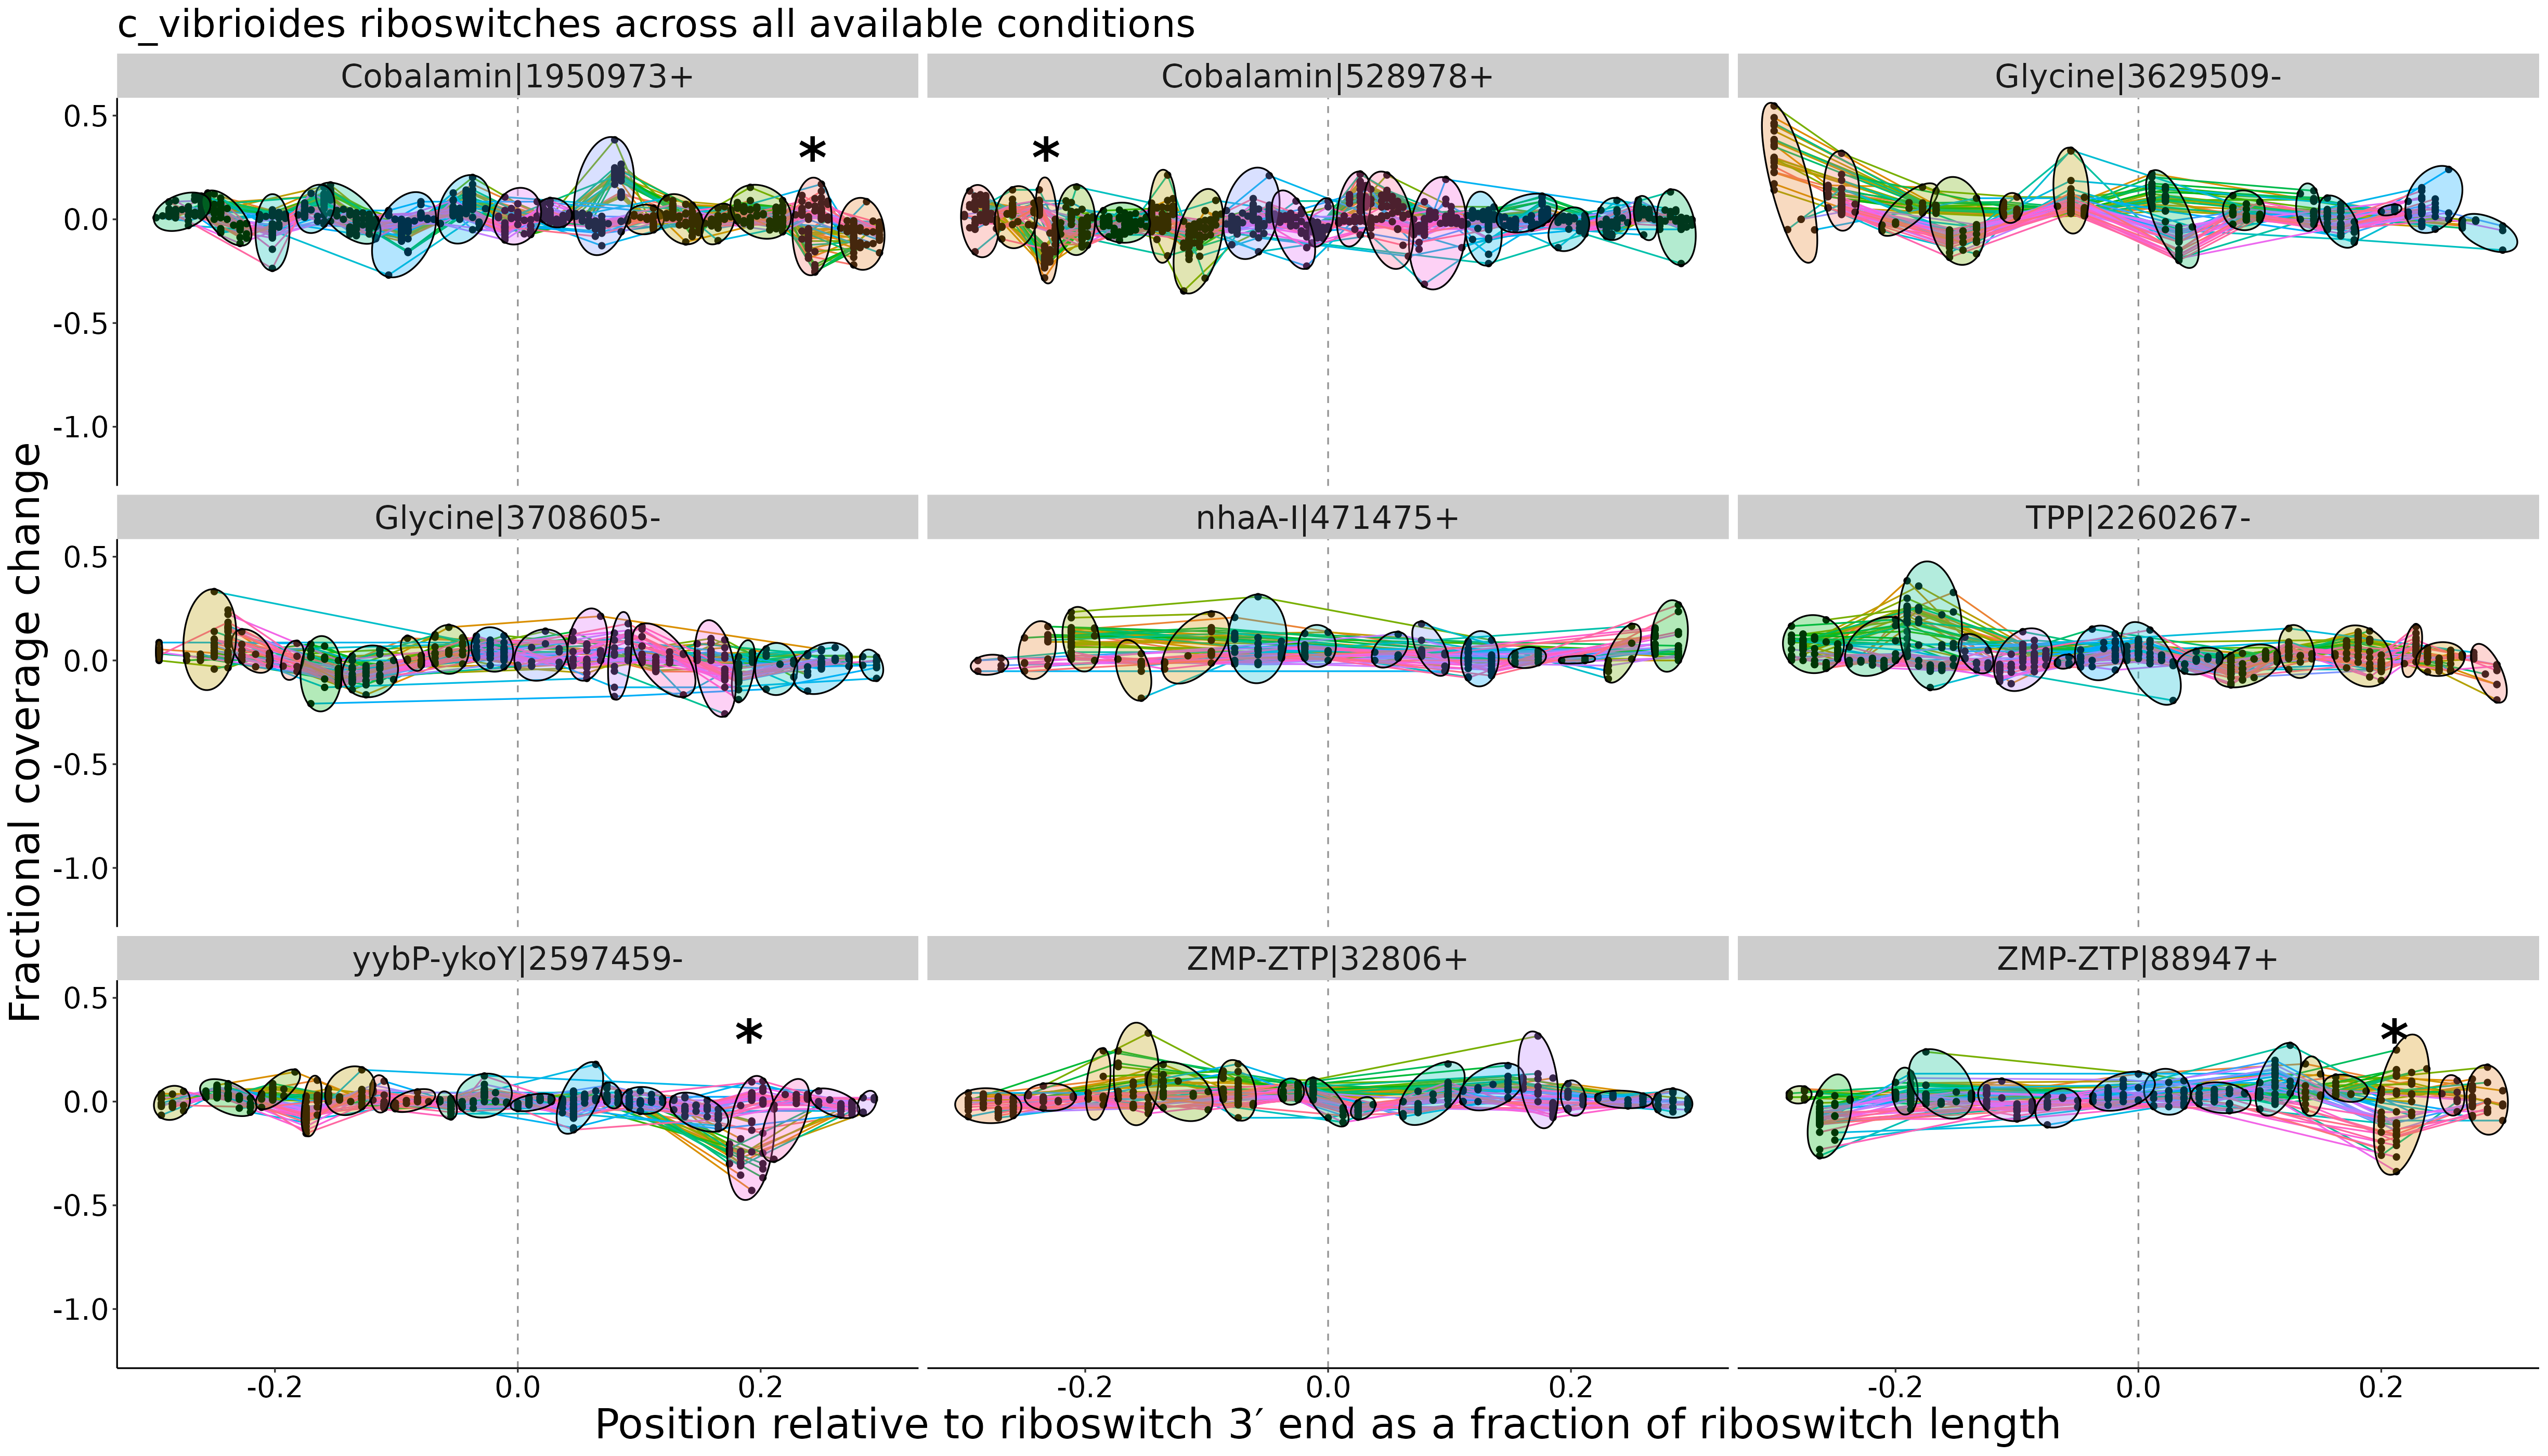 c_vibrioides riboswitches across all available conditions
Cobalamin|1950973+
Cobalamin|528978+
Glycine|3629509-
0.5
0.0
-0.5
-1.0
*
*
Glycine|3708605-
nhaA-I|471475+
TPP|2260267-
0.5
0.0
-0.5
-1.0
yybP-ykoY|2597459-
ZMP-ZTP|32806+
ZMP-ZTP|88947+
0.5
0.0
-0.5
-1.0
*
*
-0.2 0.0 0.2
-0.2 0.0 0.2
-0.2 0.0 0.2
Position relative to riboswitch 3′ end as a fraction of riboswitch length
Fractional coverage change